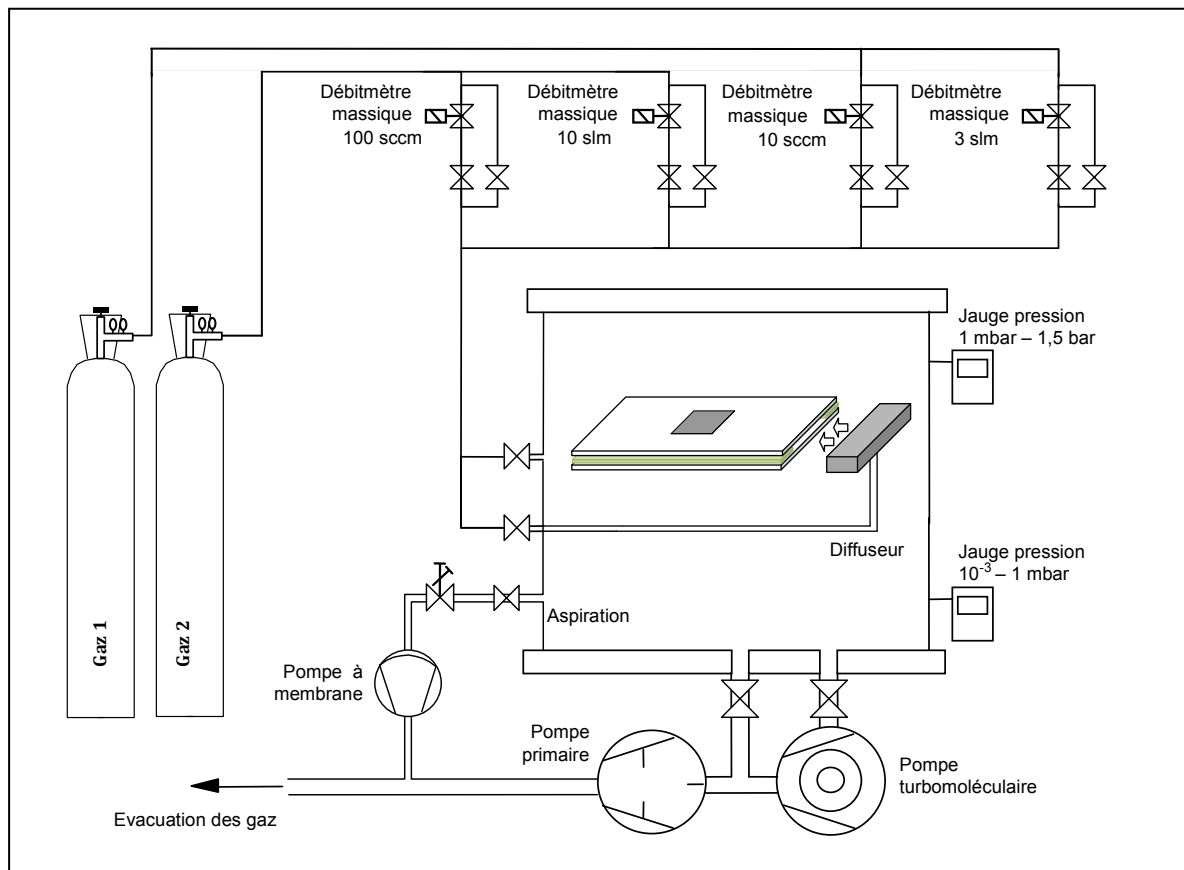 Débitmètre
massique
100 sccm
Débitmètre
massique
10 slm
Débitmètre
massique
10 sccm
Débitmètre
massique
3 slm
Jauge pression
1 mbar – 1,5 bar
Diffuseur
Jauge pression
10⁻³ – 1 mbar
Aspiration
Gaz 1
Gaz 2
Pompe à
membrane
Pompe
primaire
Pompe
turbomoléculaire
Evacuation des gaz